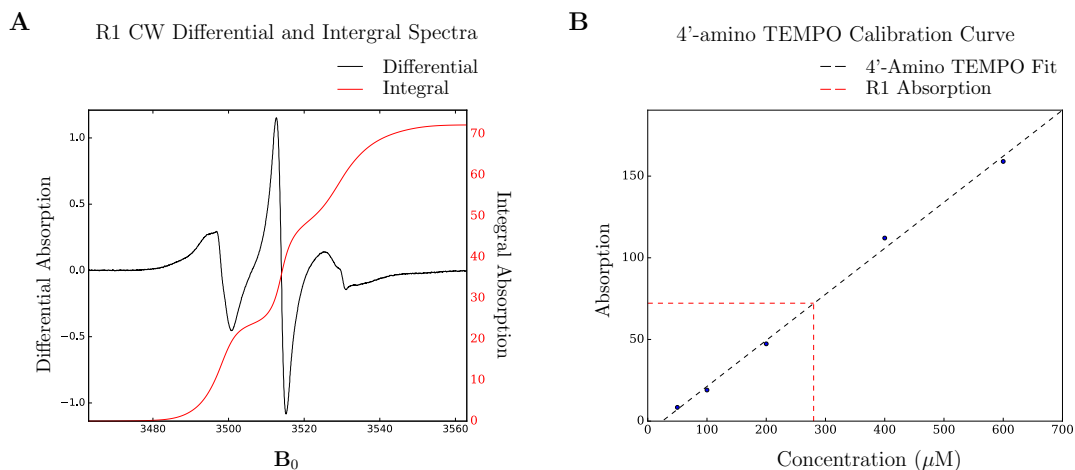 A
R1 CW Differential and Intergral Spectra
Differential
Integral
Differential Absorption
1.0
0.5
0.0
−0.5
−1.0
3480
3500
3520
3540
3560
B0
70
60
50
40
30
20
10
0
Integral Absorption
B
4'-amino TEMPO Calibration Curve
4'-Amino TEMPO Fit
R1 Absorption
Absorption
150
100
50
0
0
100
200
300
400
500
600
700
Concentration (μM)